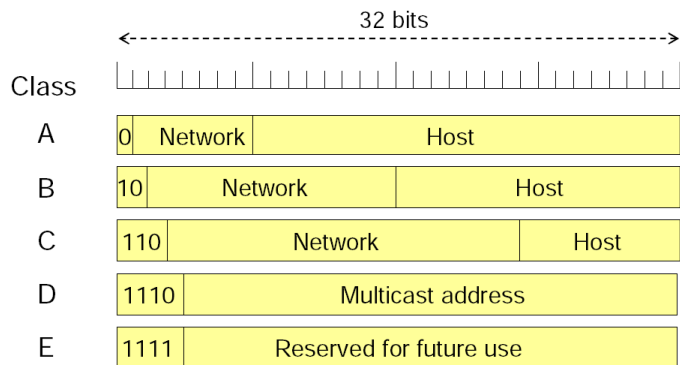 32 bits
Class
A 0 Network Host
B 10 Network Host
C 110 Network Host
D 1110 Multicast address
E 1111 Reserved for future use